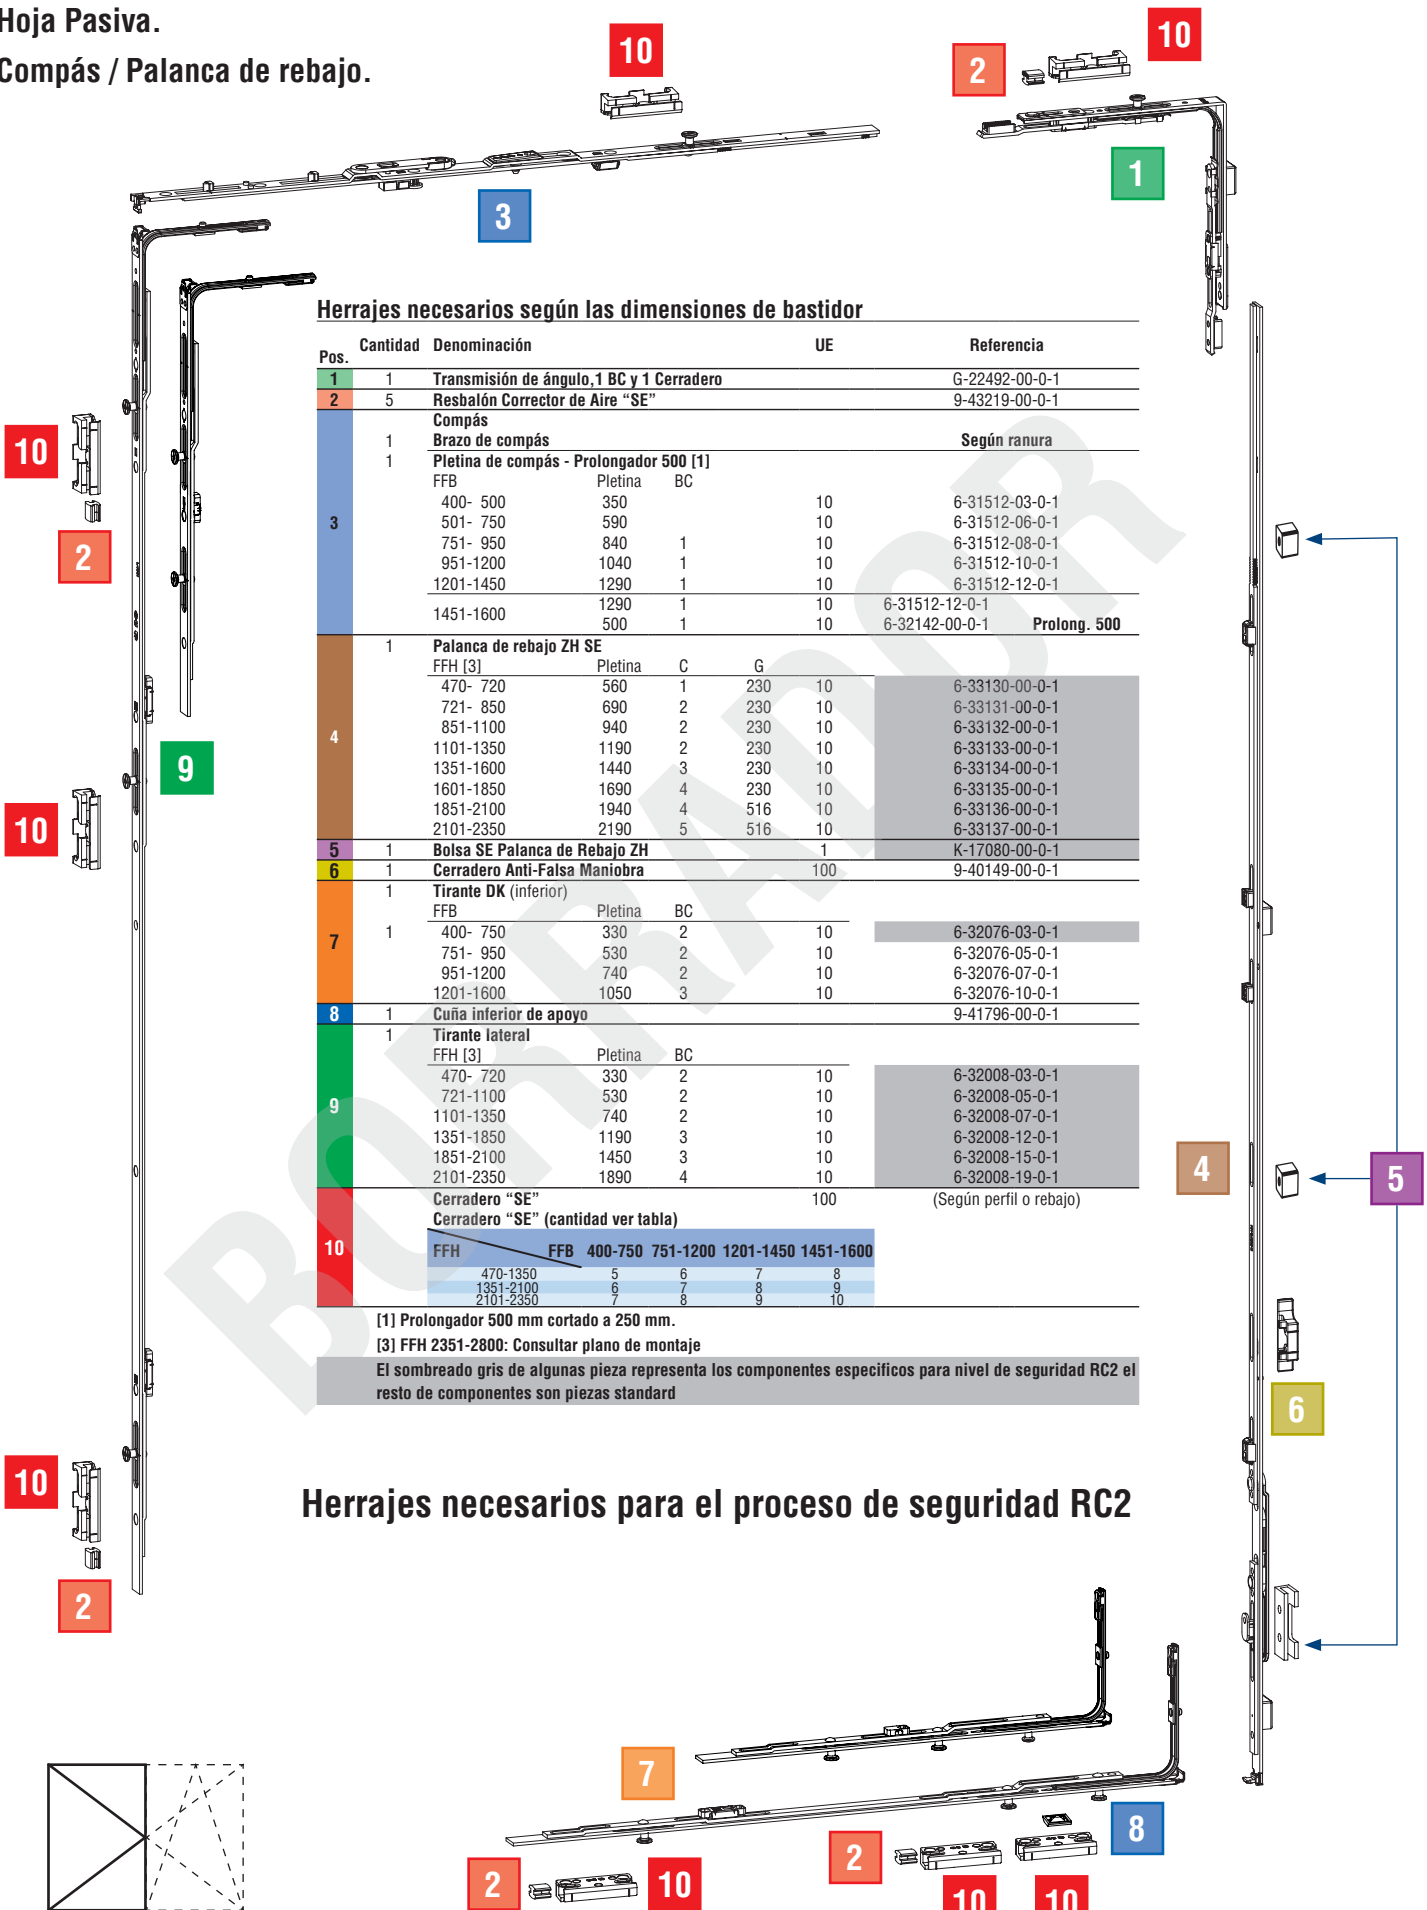 Hoja Pasiva.
Compás / Palanca de rebajo.
10
2
10
1
3
Herrajes necesarios según las dimensiones de bastidor
Pos. Cantidad Denominación UE Referencia
1 1 Transmisión de ángulo,1 BC y 1 Cerradero G-22492-00-0-1
2 5 Resbalón Corrector de Aire “SE” 9-43219-00-0-1
3
Compás
1 Brazo de compás Según ranura
1 Pletina de compás - Prolongador 500 [1]
FFB Pletina BC
400- 500 350 10 6-31512-03-0-1
501- 750 590 10 6-31512-06-0-1
751- 950 840 1 10 6-31512-08-0-1
951-1200 1040 1 10 6-31512-10-0-1
1201-1450 1290 1 10 6-31512-12-0-1
1451-1600 1290 1 10 6-31512-12-0-1
500 1 10 6-32142-00-0-1 Prolong. 500
4
1 Palanca de rebajo ZH SE
FFH [3] Pletina C G
470- 720 560 1 230 10 6-33130-00-0-1
721- 850 690 2 230 10 6-33131-00-0-1
851-1100 940 2 230 10 6-33132-00-0-1
1101-1350 1190 2 230 10 6-33133-00-0-1
1351-1600 1440 3 230 10 6-33134-00-0-1
1601-1850 1690 4 230 10 6-33135-00-0-1
1851-2100 1940 4 516 10 6-33136-00-0-1
2101-2350 2190 5 516 10 6-33137-00-0-1
5 1 Bolsa SE Palanca de Rebajo ZH 1 K-17080-00-0-1
6 1 Cerradero Anti-Falsa Maniobra 100 9-40149-00-0-1
7
1 Tirante DK (inferior)
FFB Pletina BC
1 400- 750 330 2 10 6-32076-03-0-1
751- 950 530 2 10 6-32076-05-0-1
951-1200 740 2 10 6-32076-07-0-1
1201-1600 1050 3 10 6-32076-10-0-1
8 1 Cuña inferior de apoyo 9-41796-00-0-1
9
1 Tirante lateral
FFH [3] Pletina BC
470- 720 330 2 10 6-32008-03-0-1
721-1100 530 2 10 6-32008-05-0-1
1101-1350 740 2 10 6-32008-07-0-1
1351-1850 1190 3 10 6-32008-12-0-1
1851-2100 1450 3 10 6-32008-15-0-1
2101-2350 1890 4 10 6-32008-19-0-1
10
Cerradero “SE” 100 (Según perfil o rebajo)
Cerradero “SE” (cantidad ver tabla)
FFH FFB 400-750 751-1200 1201-1450 1451-1600
470-1350 5 6 7 8
1351-2100 6 7 8 9
2101-2350 7 8 9 10
[1] Prolongador 500 mm cortado a 250 mm.
[3] FFH 2351-2800: Consultar plano de montaje
El sombreado gris de algunas pieza representa los componentes especificos para nivel de seguridad RC2 el
resto de componentes son piezas standard
BORRADOR
10
2
9
10
4
5
6
10
2
Herrajes necesarios para el proceso de seguridad RC2
7
8
2
2
10
10
10